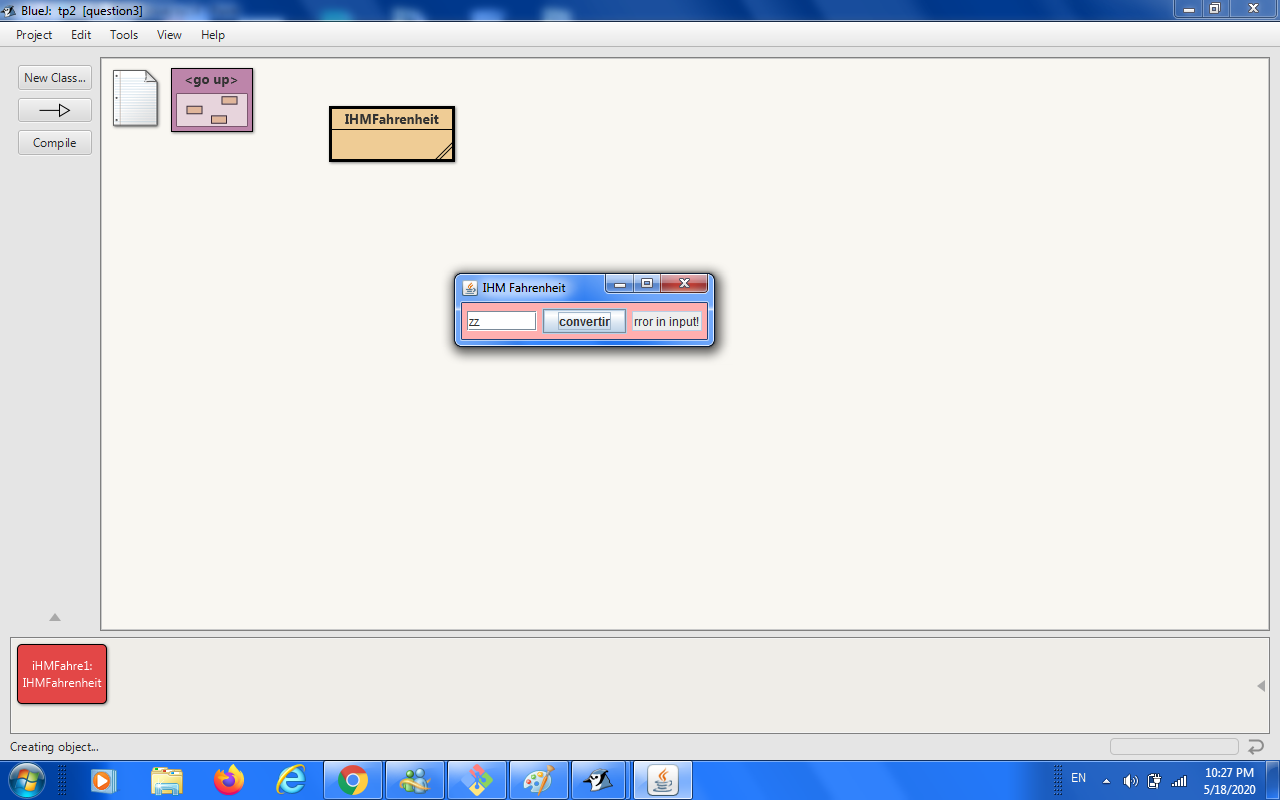 BlueJ: tp2 [question3]
Project Edit Tools View Help
New Class...
<go up>
IHMFahrenheit
Compile
IHM Fahrenheit
zz convertir rror in input!
iHMFahre1:
IHMFahrenheit
Creating object...
EN
10:27 PM
5/18/2020